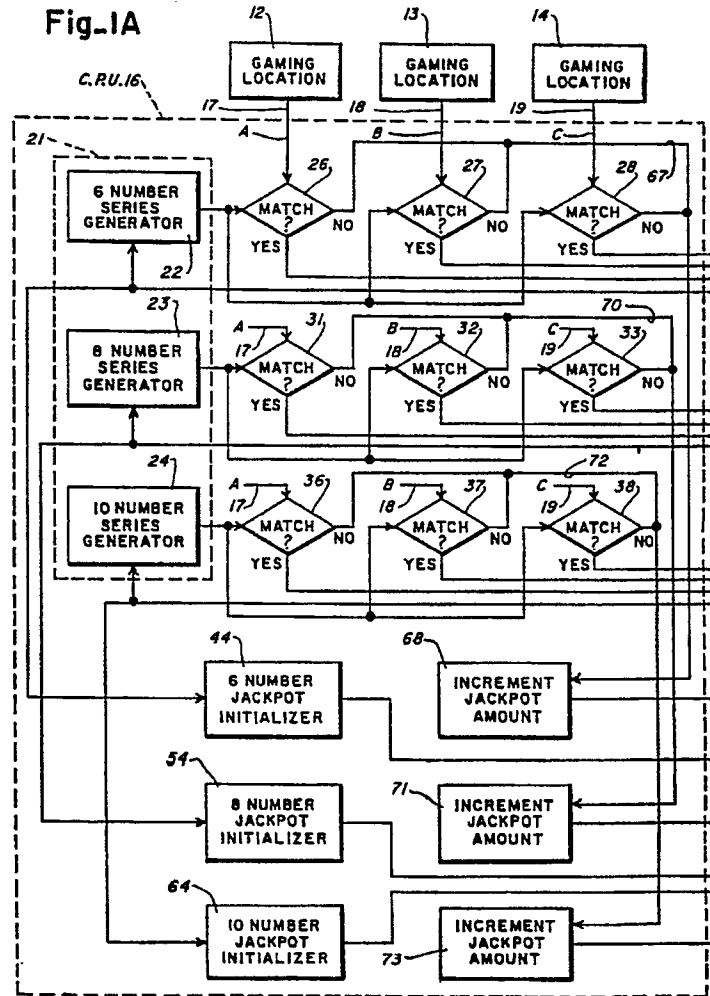 Fig_1A
12
13
14
GAMING
LOCATION
GAMING
LOCATION
GAMING
LOCATION
C.P.U. 16
17
18
19
A
B
C
21
26
27
28
67
6 NUMBER
SERIES
GENERATOR
MATCH
?
NO
MATCH
?
NO
MATCH
?
NO
YES
YES
YES
22
23
70
A
17
31
B
18
32
C
19
33
8 NUMBER
SERIES
GENERATOR
MATCH
?
NO
MATCH
?
NO
MATCH
?
NO
YES
YES
YES
24
72
A
17
36
B
18
37
C
19
38
10 NUMBER
SERIES
GENERATOR
MATCH
?
NO
MATCH
?
NO
MATCH
?
NO
YES
YES
YES
44
68
6 NUMBER
JACKPOT
INITIALIZER
INCREMENT
JACKPOT
AMOUNT
54
71
8 NUMBER
JACKPOT
INITIALIZER
INCREMENT
JACKPOT
AMOUNT
64
10 NUMBER
JACKPOT
INITIALIZER
73
INCREMENT
JACKPOT
AMOUNT